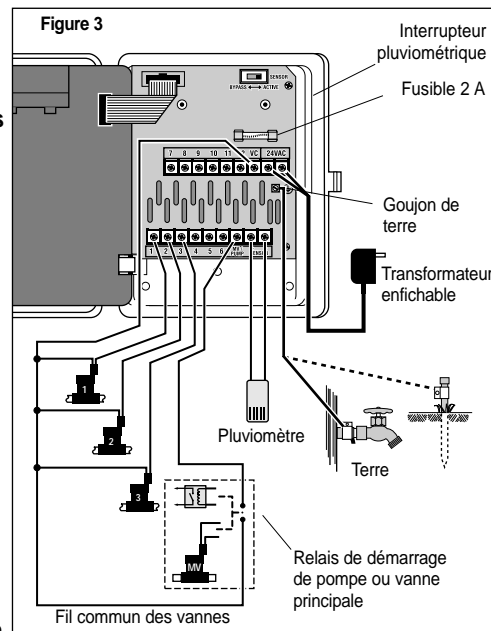 Figure 3
Interrupteur
pluviométrique
Fusible 2 A
SENSOR
BYPASS ACTIVE
7 8 9 10 11 VC 24VAC
Goujon de
terre
1 2 3 4 5 6 MV/PUMP SENSOR
Transformateur
enfichable
1
2
3
Pluviomètre
Terre
MV
Relais de démarrage
de pompe ou vanne
principale
Fil commun des vannes